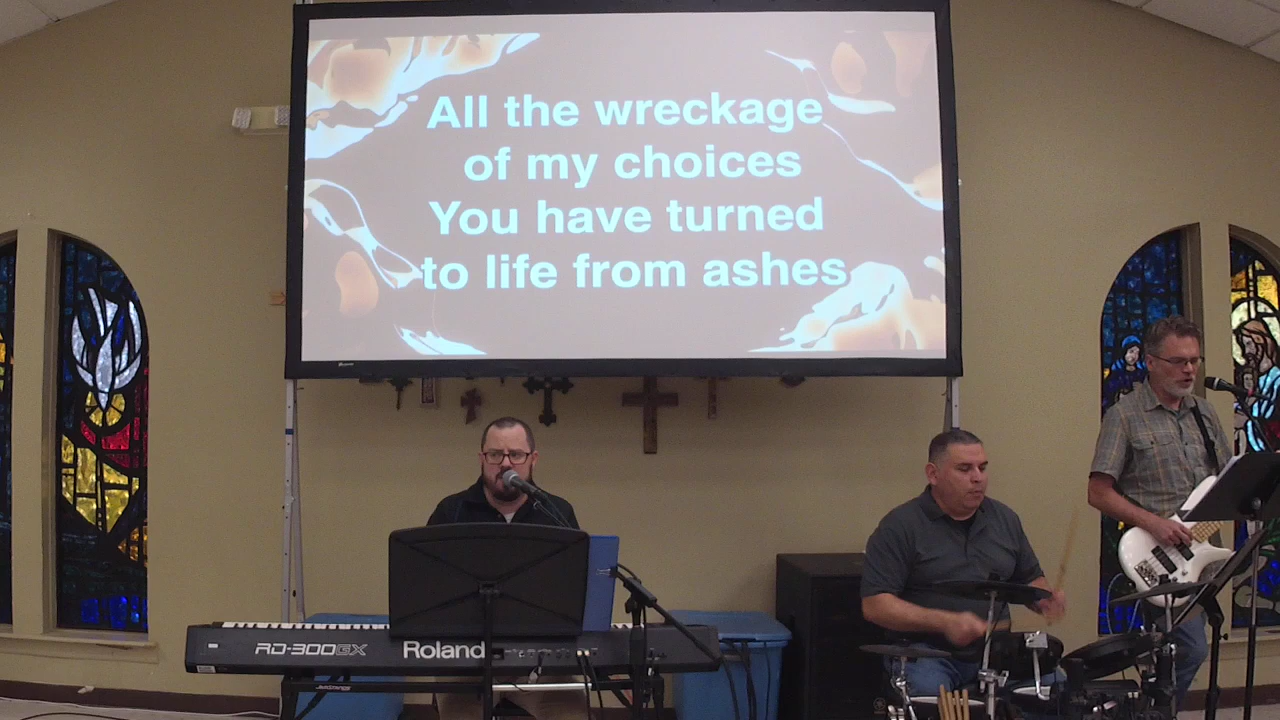 All the wreckage
of my choices
You have turned
to life from ashes
RD-300GX Roland